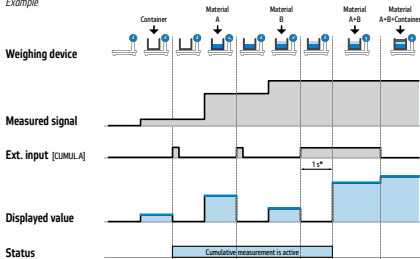 Example
Material Material Material Material
Container A B A+B A+B+Container
Weighing device
Measured signal
Ext. input [CUMUL.A]
1 s*
Displayed value
Status
Cumulative measurement is active